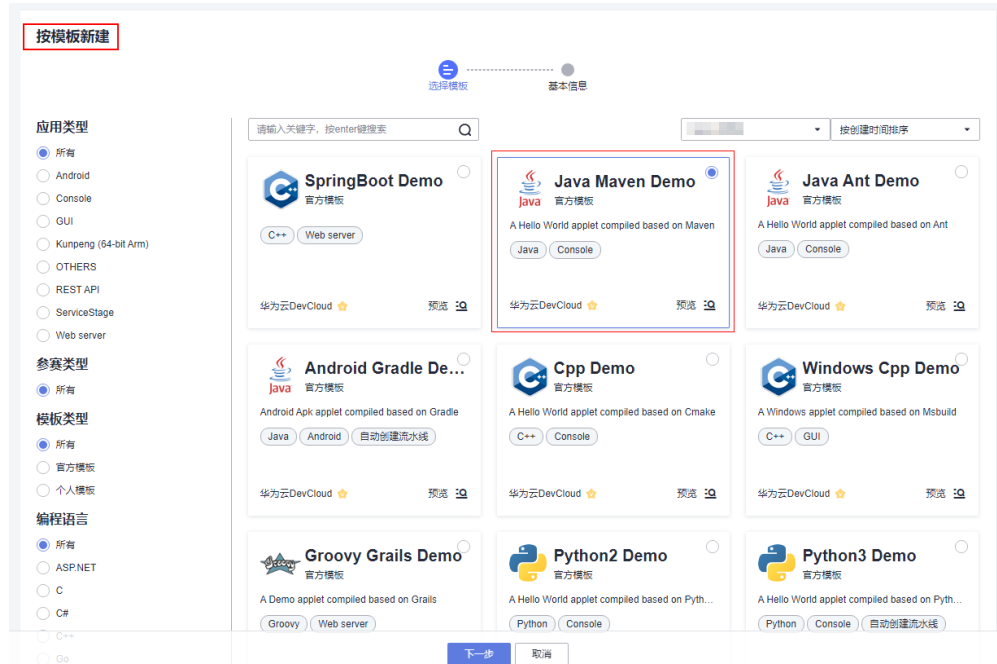 按模板新建
选择模板
基本信息
应用类型
所有
Android
Console
GUI
Kunpeng (64-bit Arm)
OTHERS
REST API
ServiceStage
Web server
参赛类型
所有
模板类型
所有
官方模板
个人模板
编程语言
所有
ASP.NET
C
C#
C++
Go
请输入关键字，按enter键搜索
按创建时间排序
SpringBoot Demo
官方模板
C++ Web server
华为云DevCloud 预览
Java
Java Maven Demo
官方模板
A Hello World applet compiled based on Maven
Java Console
华为云DevCloud 预览
Java
Java Ant Demo
官方模板
A Hello World applet compiled based on Ant
Java Console
华为云DevCloud 预览
Java
Android Gradle De...
官方模板
Android Apk applet compiled based on Gradle
Java Android 自动创建流水线
华为云DevCloud 预览
C++
Cpp Demo
官方模板
A Hello World applet compiled based on Cmake
C++ Console
华为云DevCloud 预览
Windows Cpp Demo
官方模板
A Windows applet compiled based on Msbuild
C++ GUI
华为云DevCloud 预览
Groovy Grails Demo
官方模板
A Demo applet compiled based on Grails
Groovy Web server
Python2 Demo
官方模板
A Hello World applet compiled based on Pyth...
Python Console
Python3 Demo
官方模板
A Hello World applet compiled based on Pyth...
Python Console 自动创建流水线
下一步
取消